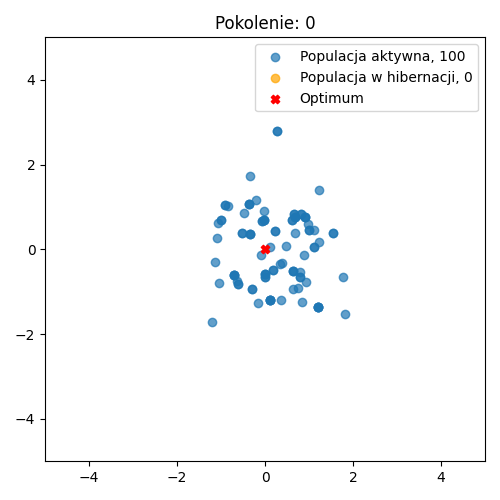 Pokolenie: 0
Populacja aktywna, 100
Populacja w hibernacji, 0
Optimum
4
2
0
−2
−4
−4 −2 0 2 4